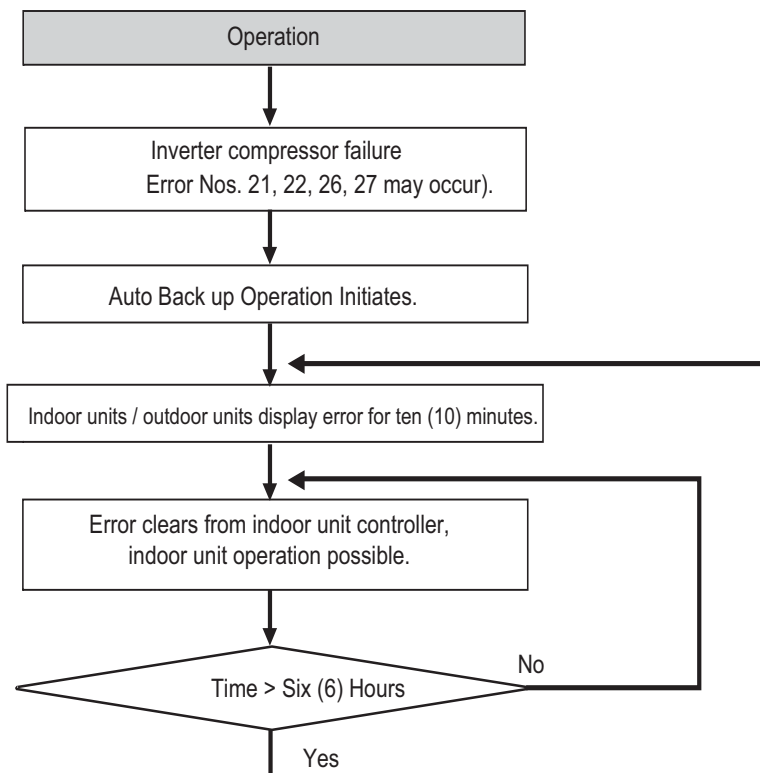 Operation
Inverter compressor failure
Error Nos. 21, 22, 26, 27 may occur).
Auto Back up Operation Initiates.
Indoor units / outdoor units display error for ten (10) minutes.
Error clears from indoor unit controller,
indoor unit operation possible.
No
Time > Six (6) Hours
Yes